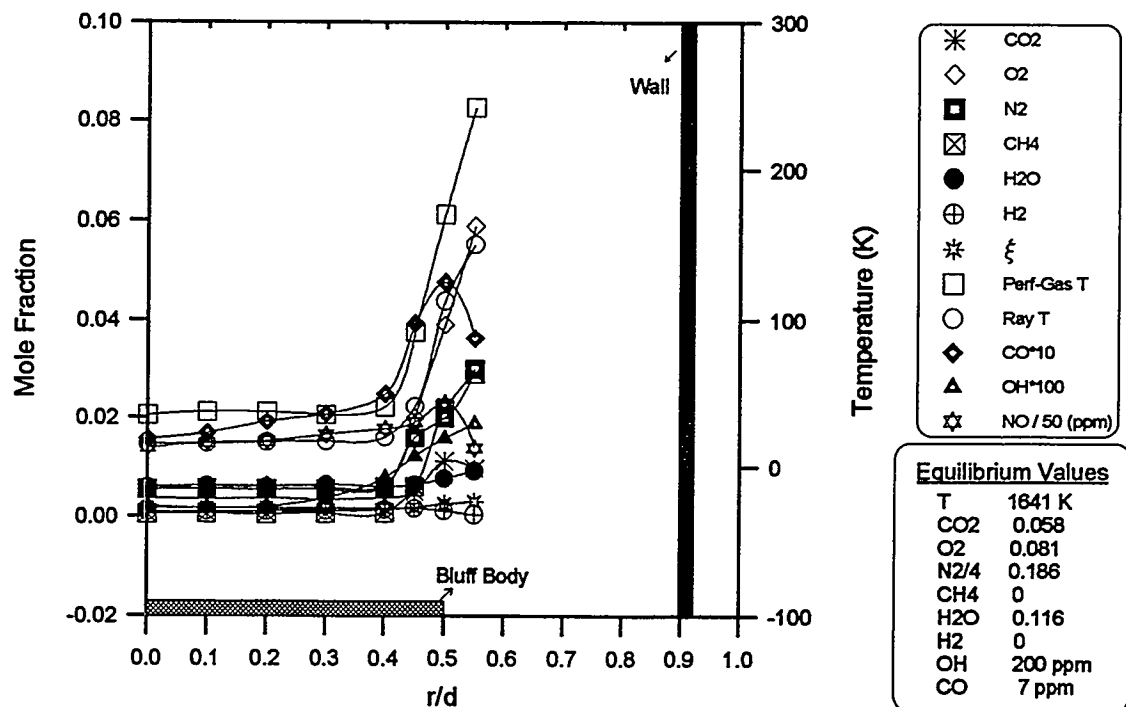 0.10
0.08
0.06
0.04
0.02
0.00
-0.02
Mole Fraction
300
200
100
0
-100
Temperature (K)
Wall
Bluff Body
0.0 0.1 0.2 0.3 0.4 0.5 0.6 0.7 0.8 0.9 1.0
r/d
CO2
O2
N2
CH4
H2O
H2
ξ
Perf-Gas T
Ray T
CO*10
OH*100
NO / 50 (ppm)
Equilibrium Values
T 1641 K
CO2 0.058
O2 0.081
N2/4 0.186
CH4 0
H2O 0.116
H2 0
OH 200 ppm
CO 7 ppm